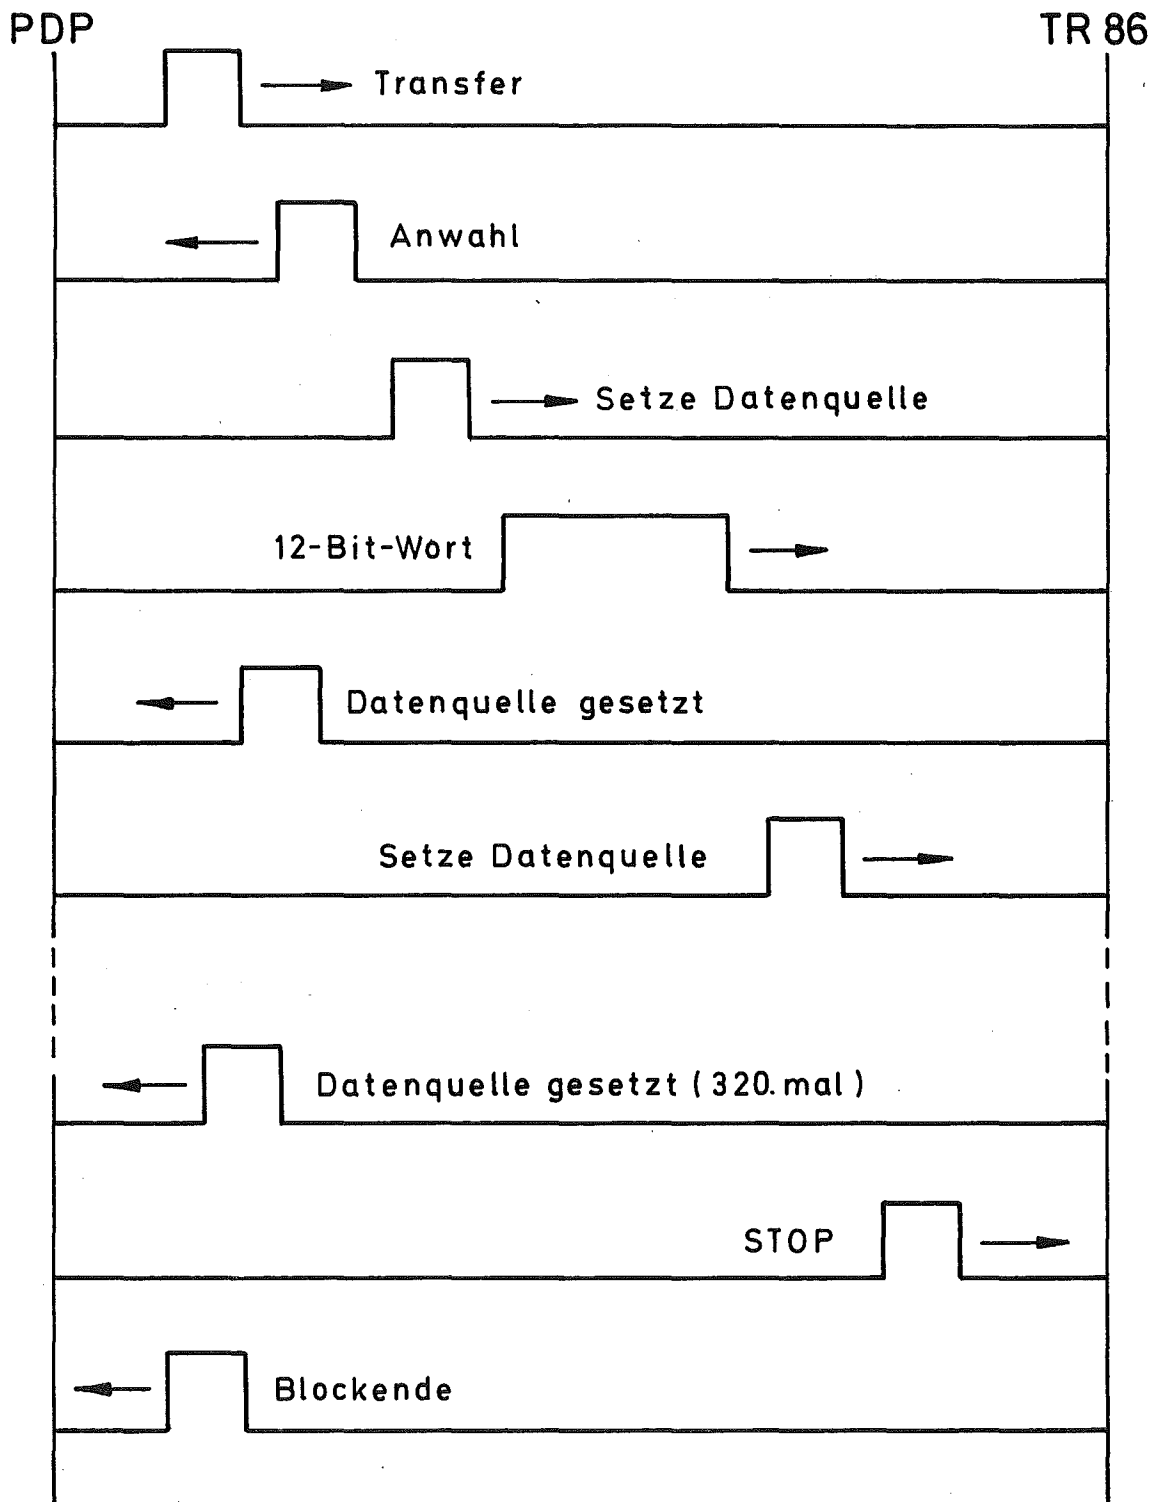 PDP
TR 86
Transfer
Anwahl
Setze Datenquelle
12-Bit-Wort
Datenquelle gesetzt
Setze Datenquelle
Datenquelle gesetzt (320.mal)
STOP
Blockende